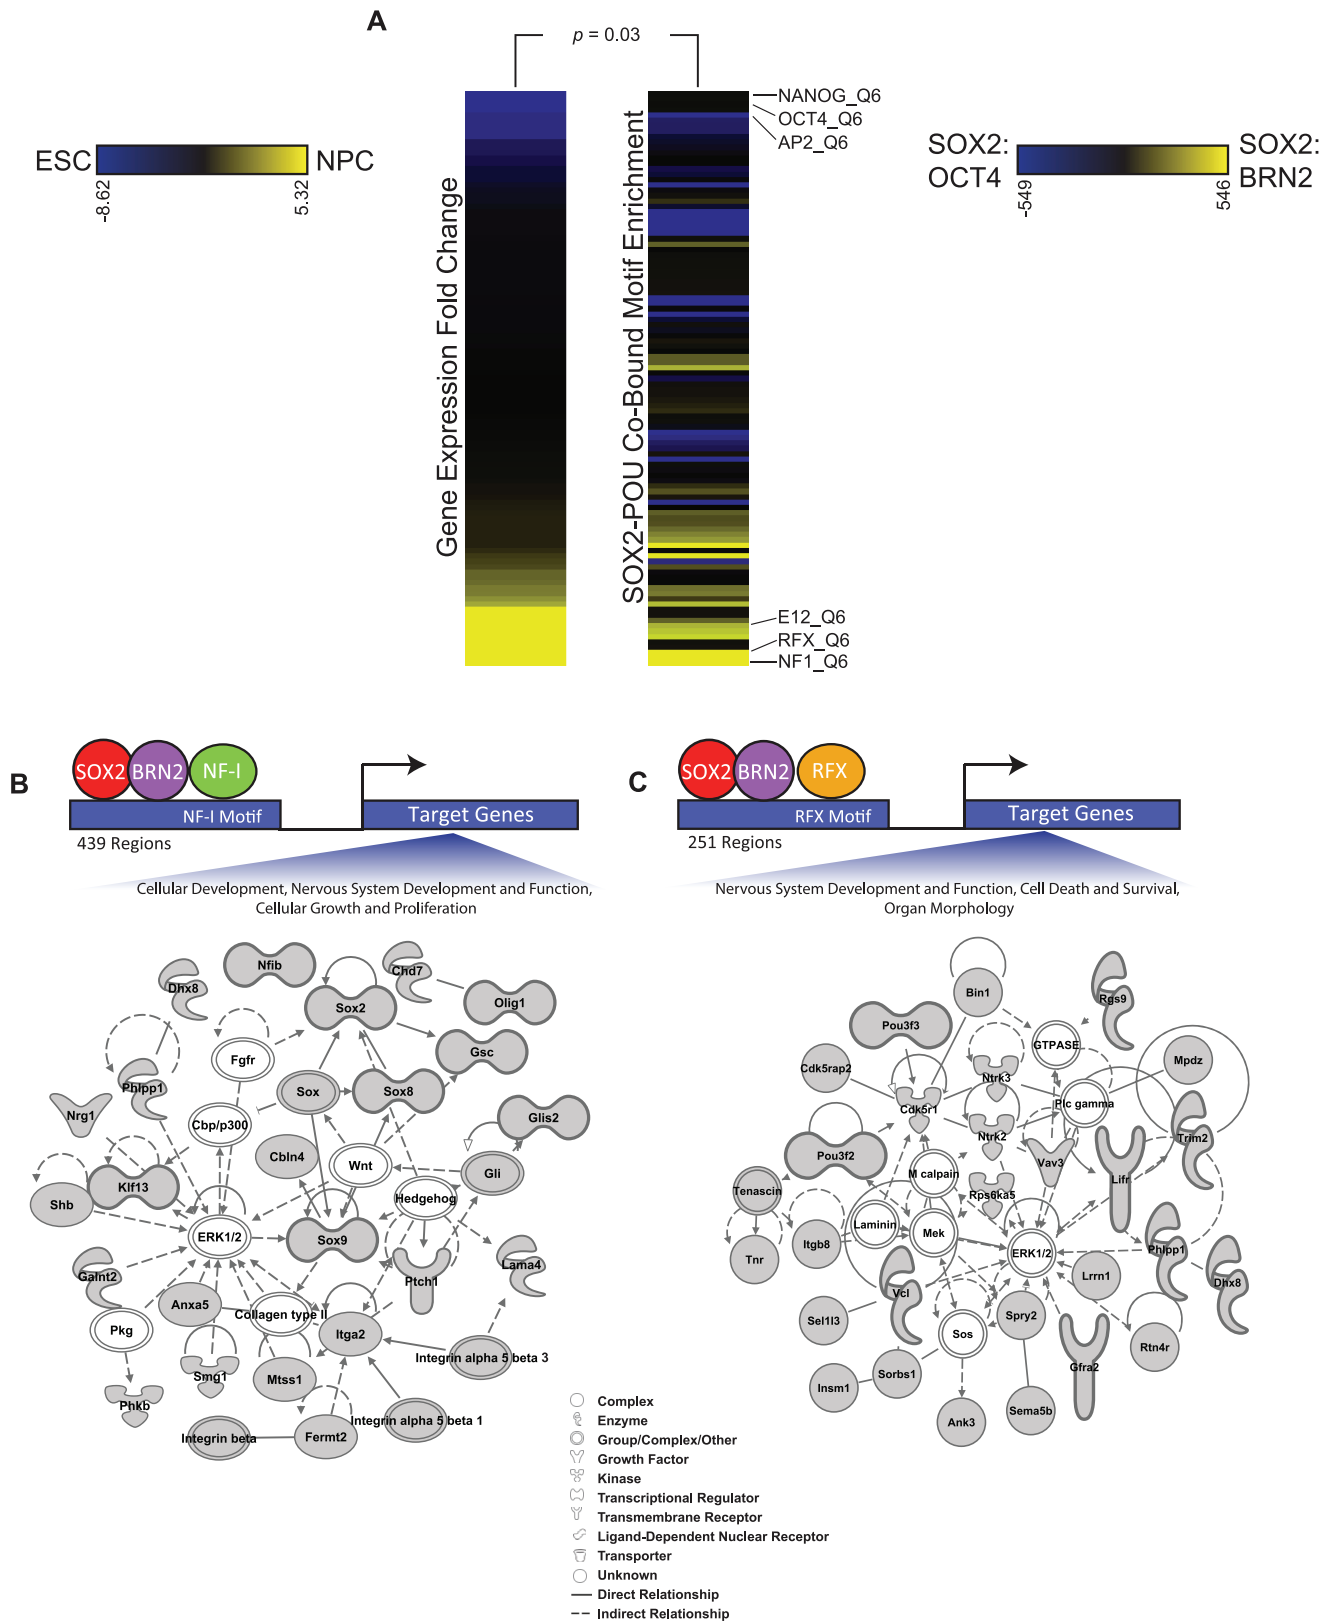 A
p = 0.03
NANOG_Q6
OCT4_Q6
AP2_Q6
ESC
NPC
-8.62
5.32
Gene Expression Fold Change
SOX2-POU Co-Bound Motif Enrichment
SOX2:
OCT4
SOX2:
BRN2
-549
546
E12_Q6
RFX_Q6
NF1_Q6
B
SOX2
BRN2
NF-I
NF-I Motif
Target Genes
439 Regions
Cellular Development, Nervous System Development and Function,
Cellular Growth and Proliferation
Nfib
Chd7
Dhx8
Sox2
Olig1
Fgfr
Gsc
Phlpp1
Sox
Sox8
Nrg1
Cbp/p300
Glis2
Cbln4
Wnt
Gli
Klf13
Shb
Hedgehog
ERK1/2
Sox9
Galnt2
Ptch1
Lama4
Anxa5
Collagen type II
Pkg
Itga2
Integrin alpha 5 beta 3
Smg1
Mtss1
Phkb
Integrin alpha 5 beta 1
Integrin beta
Fermt2
C
SOX2
BRN2
RFX
RFX Motif
Target Genes
251 Regions
Nervous System Development and Function, Cell Death and Survival,
Organ Morphology
Bin1
Rgs9
Pou3f3
GTPASE
Cdk5rap2
Ntrk3
Mpdz
Cdk5r1
Plc gamma
Ntrk2
Trim2
Pou3f2
Vav3
M calpain
Lifr
Tenascin
Rps6ka5
Laminin
Mek
Tnr
Itgb8
ERK1/2
Phlpp1
Lrrn1
Dhx8
Vcl
Sel1l3
Spry2
Sos
Rtn4r
Gfra2
Sorbs1
Insm1
Sema5b
Ank3
Complex
Enzyme
Group/Complex/Other
Growth Factor
Kinase
Transcriptional Regulator
Transmembrane Receptor
Ligand-Dependent Nuclear Receptor
Transporter
Unknown
Direct Relationship
Indirect Relationship